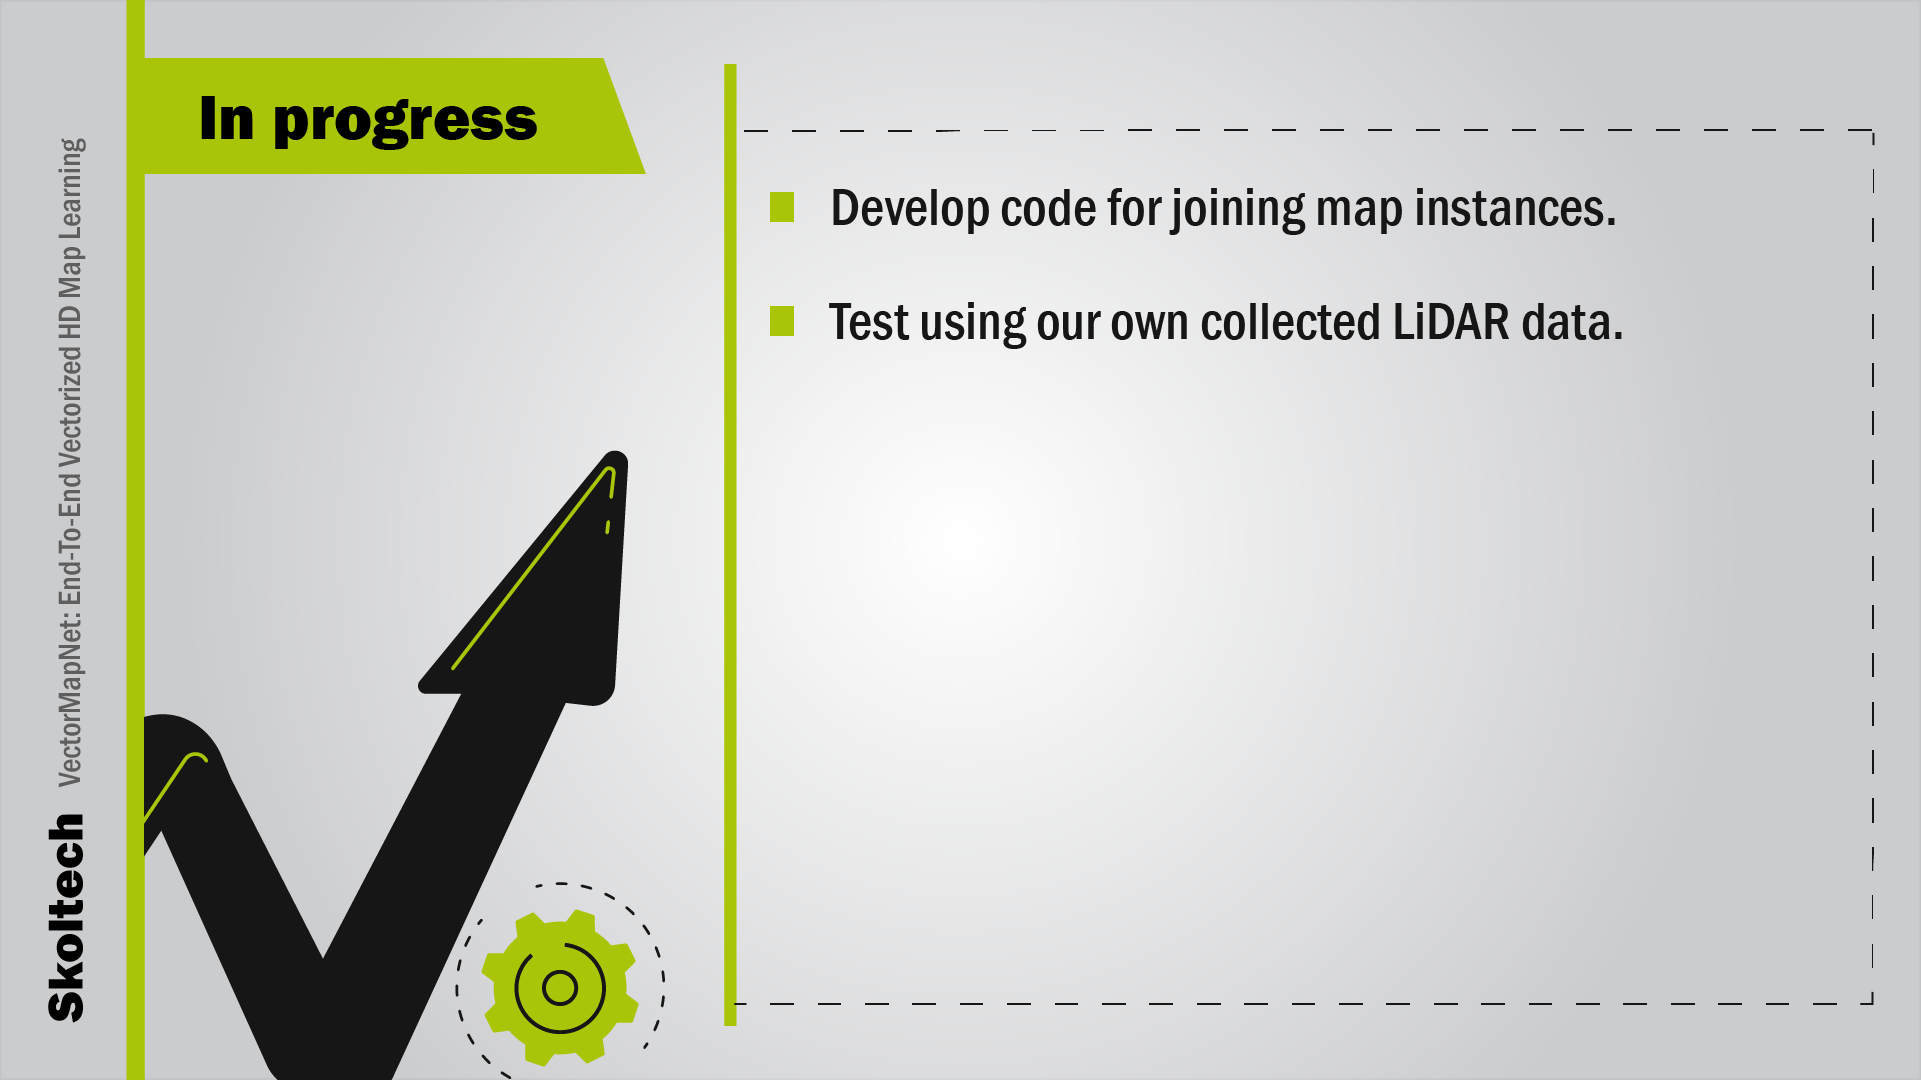 In progress
Develop code for joining map instances.
Test using our own collected LiDAR data.
Skoltech
VectorMapNet: End-To-End Vectorized HD Map Learning